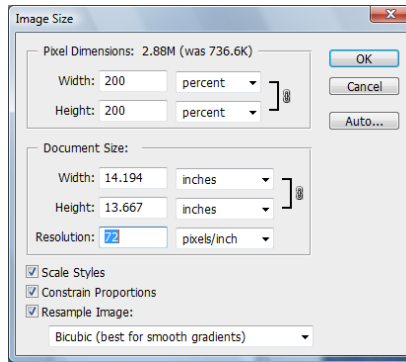 Image Size
Pixel Dimensions: 2.88M (was 736.6K)
OK
Width: 200 percent
Cancel
Height: 200 percent
Auto...
Document Size:
Width: 14.194 inches
Height: 13.667 inches
Resolution: 72 pixels/inch
Scale Styles
Constrain Proportions
Resample Image:
Bicubic (best for smooth gradients)